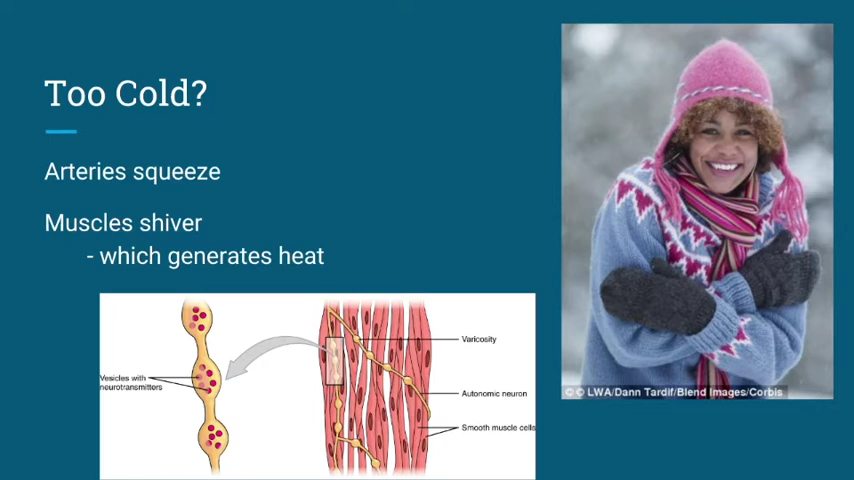 Too Cold?
Arteries squeeze
Muscles shiver
- which generates heat
Vesicles with
neurotransmitters
Varicosity
Autonomic neuron
Smooth muscle cells
© © LWA/Dann Tardif/Blend Images/Corbis